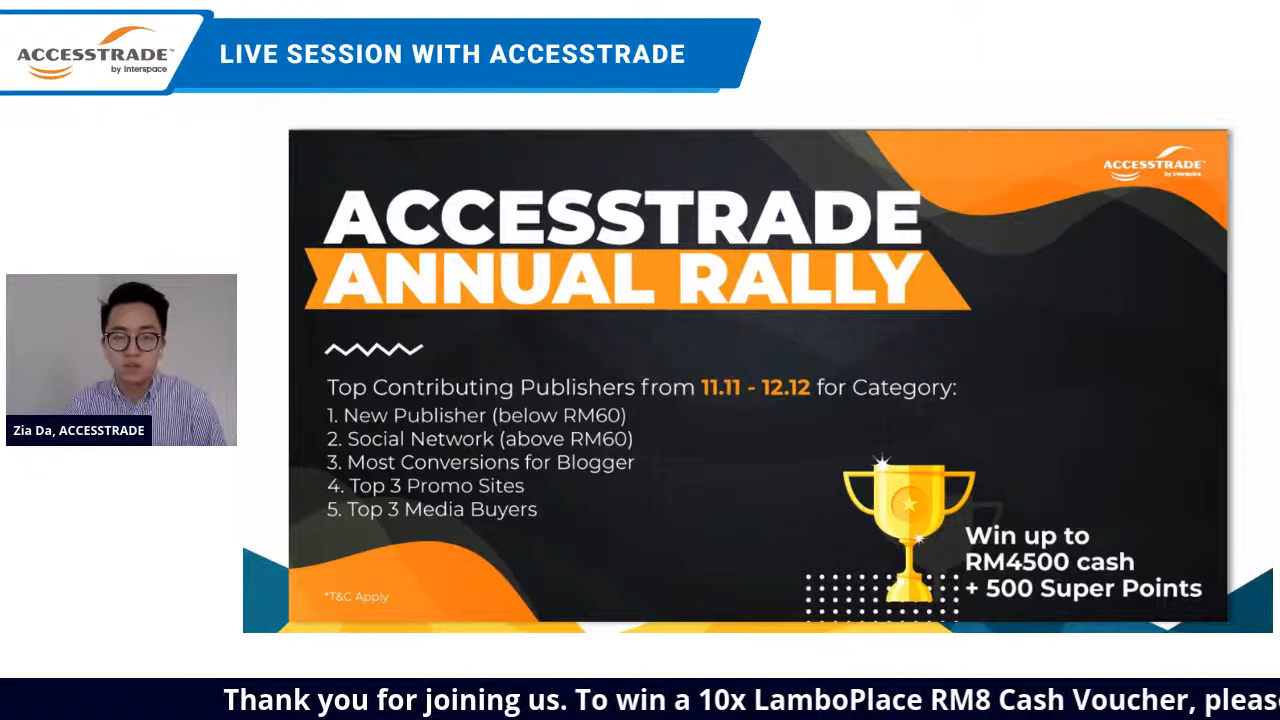 ACCESSTRADE
by Interspace
LIVE SESSION WITH ACCESSTRADE
ACCESSTRADE
by Interspace
ACCESSTRADE
ANNUAL RALLY
Top Contributing Publishers from 11.11 - 12.12 for Category:
1. New Publisher (below RM60)
2. Social Network (above RM60)
3. Most Conversions for Blogger
4. Top 3 Promo Sites
5. Top 3 Media Buyers
Win up to
RM4500 cash
+ 500 Super Points
*T&C Apply
Zia Da, ACCESSTRADE
Thank you for joining us. To win a 10x LamboPlace RM8 Cash Voucher, pleas